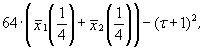 64·(x̄₁(1/4) + x̄₂(1/4)) − (τ+1)²,